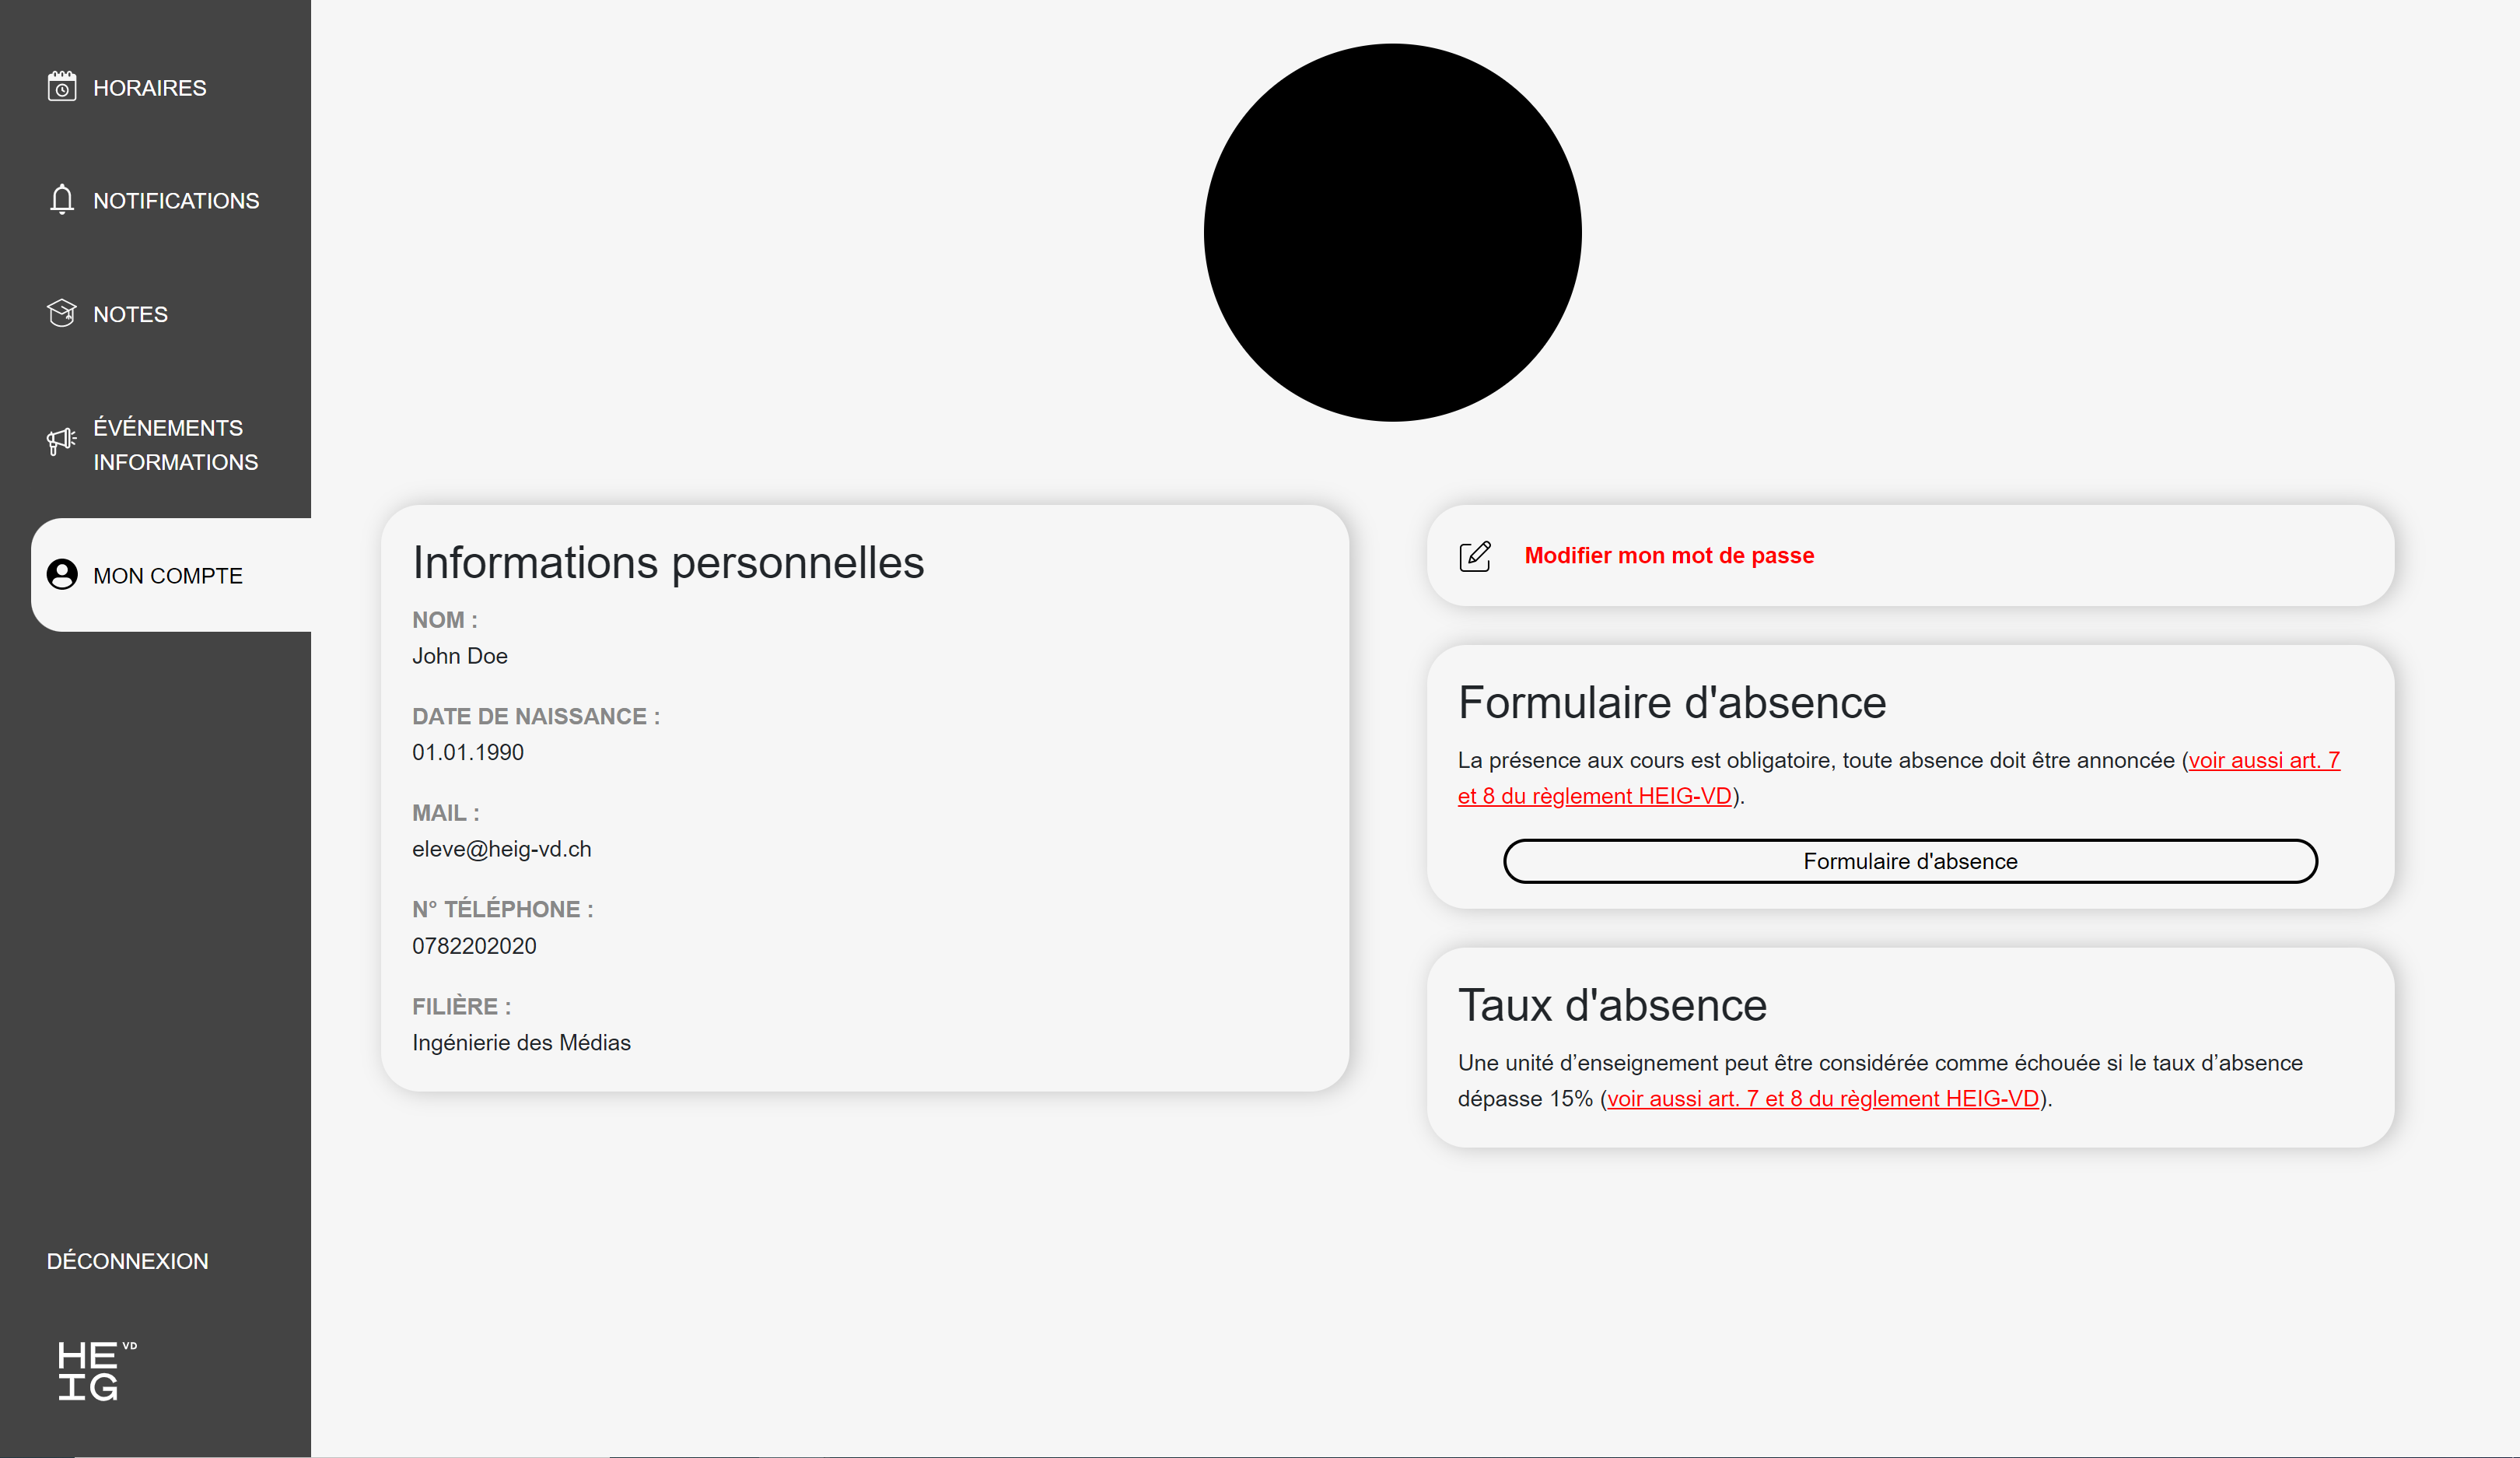 HORAIRES
NOTIFICATIONS
NOTES
ÉVÉNEMENTS
INFORMATIONS
MON COMPTE
DÉCONNEXION
HE VD
IG
Informations personnelles
NOM :
John Doe
DATE DE NAISSANCE :
01.01.1990
MAIL :
eleve@heig-vd.ch
N° TÉLÉPHONE :
0782202020
FILIÈRE :
Ingénierie des Médias
Modifier mon mot de passe
Formulaire d'absence
La présence aux cours est obligatoire, toute absence doit être annoncée (voir aussi art. 7
et 8 du règlement HEIG-VD).
Formulaire d'absence
Taux d'absence
Une unité d’enseignement peut être considérée comme échouée si le taux d’absence
dépasse 15% (voir aussi art. 7 et 8 du règlement HEIG-VD).